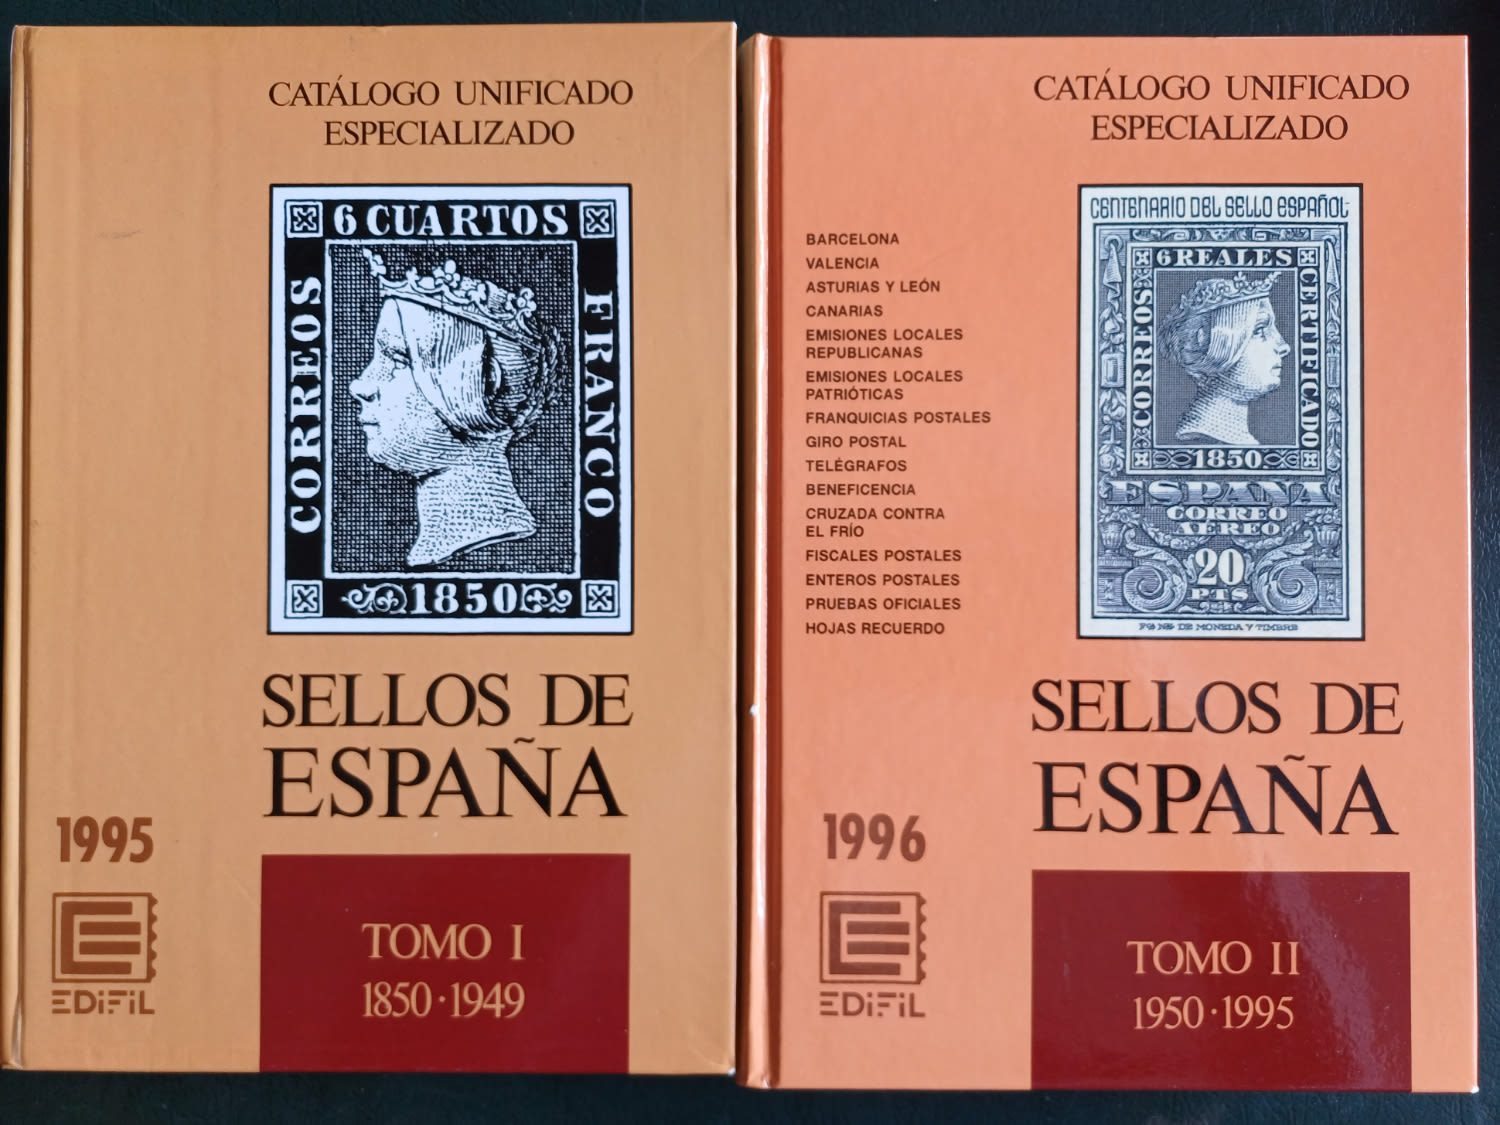 CATÁLOGO UNIFICADO
ESPECIALIZADO
6 CUARTOS
CORREOS
FRANCO
1850
SELLOS DE
ESPAÑA
1995
EDIFIL
TOMO I
1850·1949
CATÁLOGO UNIFICADO
ESPECIALIZADO
BARCELONA
VALENCIA
ASTURIAS Y LEÓN
CANARIAS
EMISIONES LOCALES
REPUBLICANAS
EMISIONES LOCALES
PATRIÓTICAS
FRANQUICIAS POSTALES
GIRO POSTAL
TELÉGRAFOS
BENEFICENCIA
CRUZADA CONTRA
EL FRÍO
FISCALES POSTALES
ENTEROS POSTALES
PRUEBAS OFICIALES
HOJAS RECUERDO
CENTENARIO DEL SELLO ESPAÑOL
6 REALES
CORREOS
CERTIFICADO
1850
ESPAÑA
CORREO
AEREO
20
PTS
DE MONEDA Y TIMBRE
SELLOS DE
ESPAÑA
1996
EDIFIL
TOMO II
1950·1995